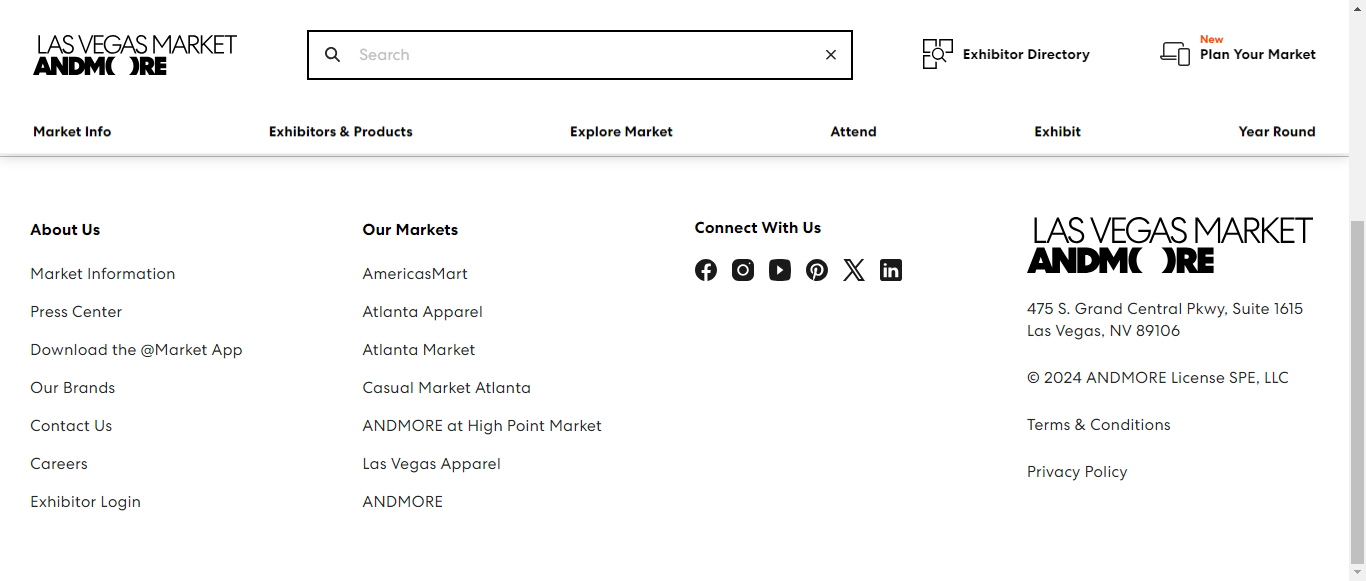 LAS VEGAS MARKET
ANDMORE
Search
Exhibitor Directory
New
Plan Your Market
Market Info
Exhibitors & Products
Explore Market
Attend
Exhibit
Year Round
About Us
Market Information
Press Center
Download the @Market App
Our Brands
Contact Us
Careers
Exhibitor Login
Our Markets
AmericasMart
Atlanta Apparel
Atlanta Market
Casual Market Atlanta
ANDMORE at High Point Market
Las Vegas Apparel
ANDMORE
Connect With Us
LAS VEGAS MARKET
ANDMORE
475 S. Grand Central Pkwy, Suite 1615
Las Vegas, NV 89106
© 2024 ANDMORE License SPE, LLC
Terms & Conditions
Privacy Policy